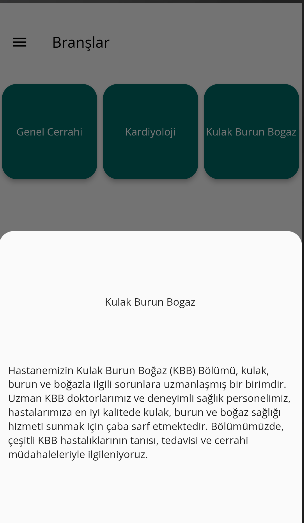 Branşlar
Genel Cerrahi
Kardiyoloji
Kulak Burun Bogaz
Kulak Burun Bogaz
Hastanemizin Kulak Burun Boğaz (KBB) Bölümü, kulak,
burun ve boğazla ilgili sorunlara uzmanlaşmış bir birimdir.
Uzman KBB doktorlarımız ve deneyimli sağlık personelimiz,
hastalarımıza en iyi kalitede kulak, burun ve boğaz sağlığı
hizmeti sunmak için çaba sarf etmektedir. Bölümümüzde,
çeşitli KBB hastalıklarının tanısı, tedavisi ve cerrahi
müdahaleleriyle ilgileniyoruz.